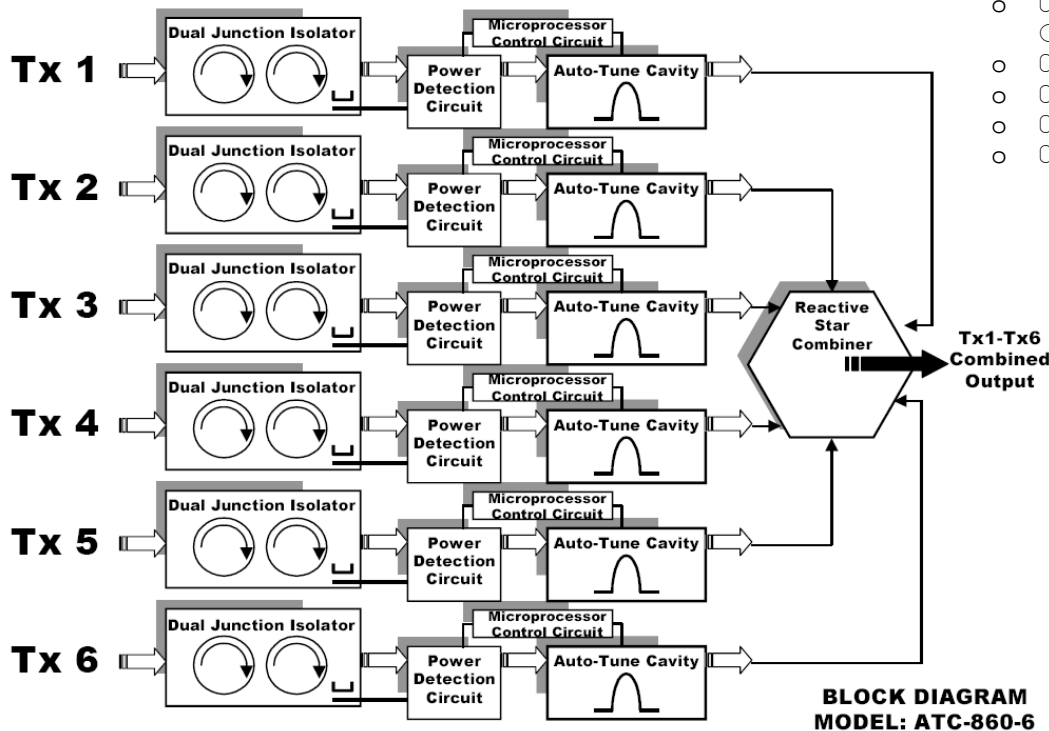 Tx 1
Dual Junction Isolator
Power
Detection
Circuit
Microprocessor
Control Circuit
Auto-Tune Cavity
Tx 2
Dual Junction Isolator
Power
Detection
Circuit
Microprocessor
Control Circuit
Auto-Tune Cavity
Tx 3
Dual Junction Isolator
Power
Detection
Circuit
Microprocessor
Control Circuit
Auto-Tune Cavity
Tx 4
Dual Junction Isolator
Power
Detection
Circuit
Microprocessor
Control Circuit
Auto-Tune Cavity
Tx 5
Dual Junction Isolator
Power
Detection
Circuit
Microprocessor
Control Circuit
Auto-Tune Cavity
Tx 6
Dual Junction Isolator
Power
Detection
Circuit
Microprocessor
Control Circuit
Auto-Tune Cavity
Reactive
Star
Combiner
Tx1-Tx6
Combined
Output
BLOCK DIAGRAM
MODEL: ATC-860-6